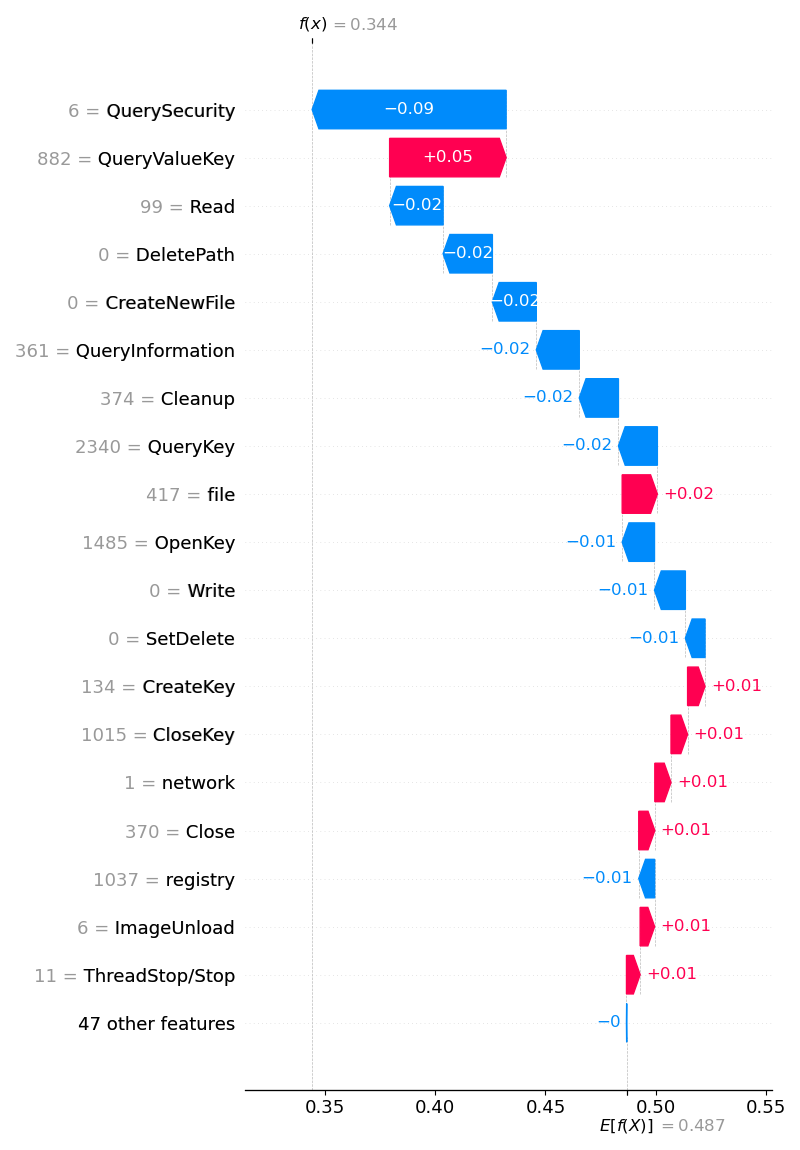 f(x) = 0.344
6 = QuerySecurity −0.09
882 = QueryValueKey +0.05
99 = Read −0.02
0 = DeletePath −0.02
0 = CreateNewFile −0.02
361 = QueryInformation −0.02
374 = Cleanup −0.02
2340 = QueryKey −0.02
417 = file +0.02
1485 = OpenKey −0.01
0 = Write −0.01
0 = SetDelete −0.01
134 = CreateKey +0.01
1015 = CloseKey +0.01
1 = network +0.01
370 = Close +0.01
1037 = registry −0.01
6 = ImageUnload +0.01
11 = ThreadStop/Stop +0.01
47 other features −0
0.35 0.40 0.45 0.50 0.55
E[f(X)] = 0.487